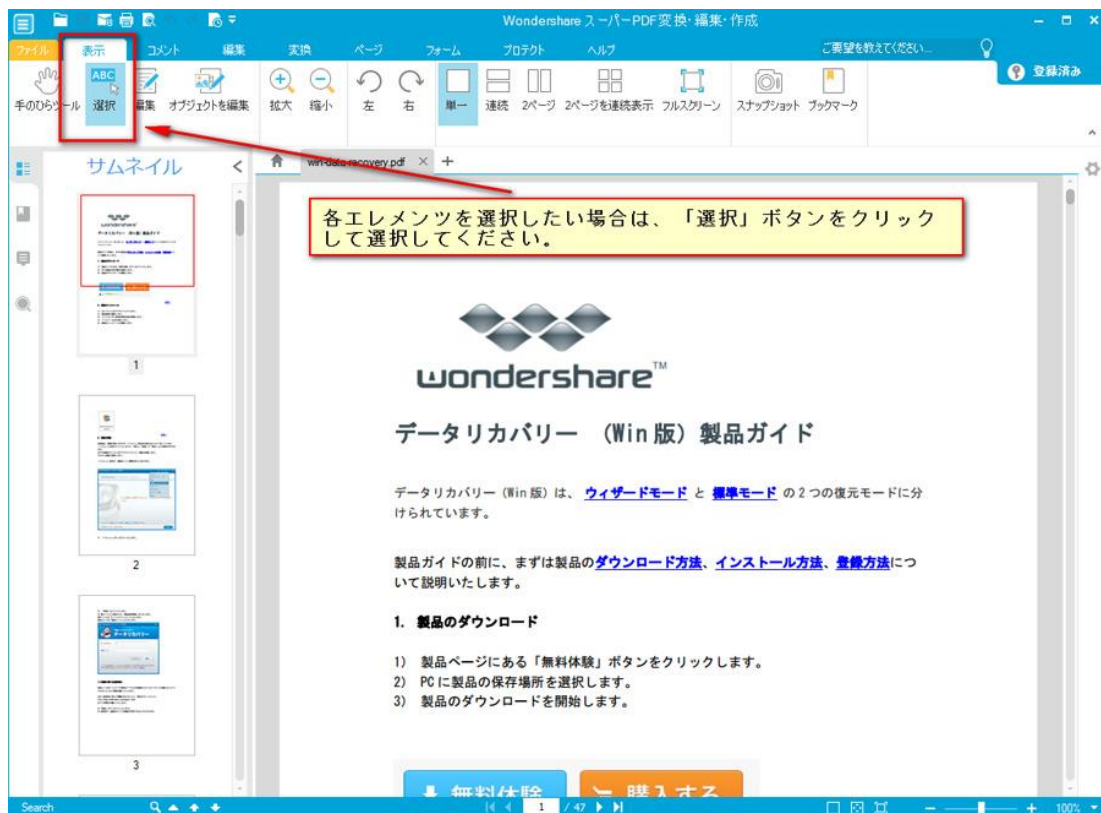 Wondershare スーパーPDF変換・編集・作成
ファイル 表示 コメント 編集 変換 ページ フォーム プロテクト ヘルプ ご要望を教えてください...
登録済み
ABC
手のひらツール 選択 編集 オブジェクトを編集 拡大 縮小 左 右 単一 連続 2ページ 2ページを連続表示 フルスクリーン スナップショット ブックマーク
サムネイル
win-data-recovery.pdf
各エレメンツを選択したい場合は、「選択」ボタンをクリック
して選択してください。
1
2
3
wondershare™
データリカバリー （Win 版）製品ガイド
データリカバリー（Win 版）は、 ウィザードモード と 標準モード の２つの復元モードに分
けられています。
製品ガイドの前に、まずは製品のダウンロード方法、インストール方法、登録方法につ
いて説明いたします。
1. 製品のダウンロード
1) 製品ページにある「無料体験」ボタンをクリックします。
2) PC に製品の保存場所を選択します。
3) 製品のダウンロードを開始します。
無料体験 購入する
Search 1 / 47 100%